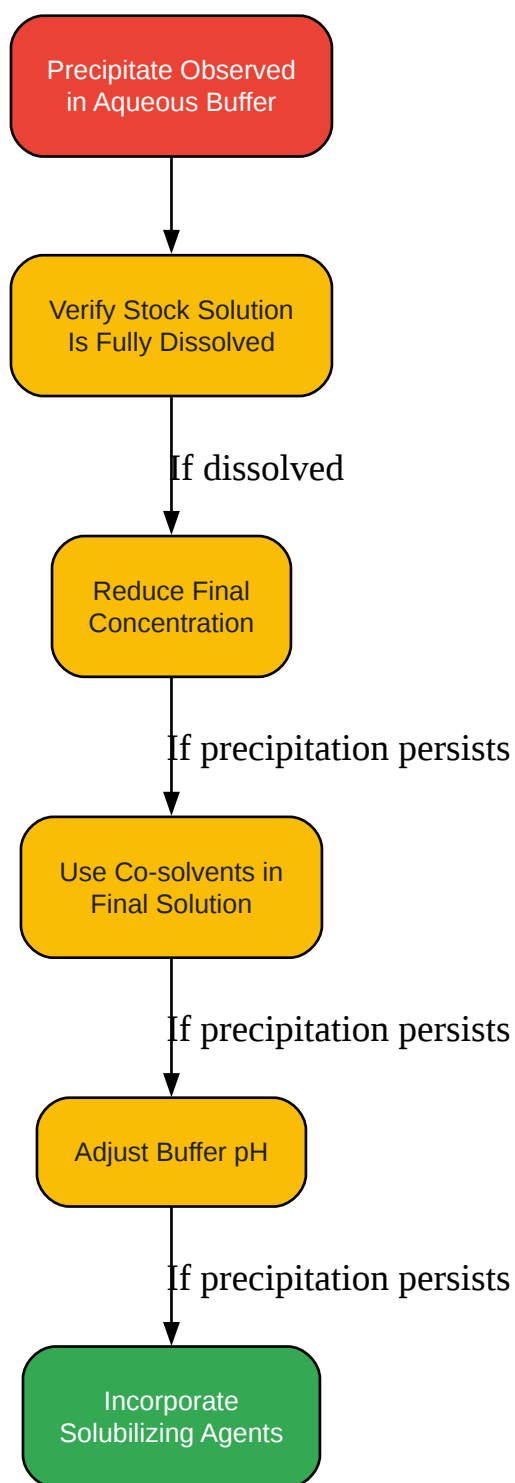 Precipitate Observed
in Aqueous Buffer
Verify Stock Solution
Is Fully Dissolved
If dissolved
Reduce Final
Concentration
If precipitation persists
Use Co-solvents in
Final Solution
If precipitation persists
Adjust Buffer pH
If precipitation persists
Incorporate
Solubilizing Agents